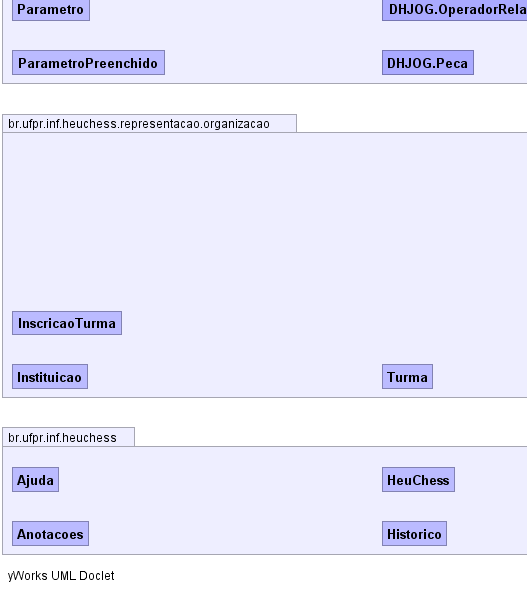 Parametro
DHJOG.OperadorRela
ParametroPreenchido
DHJOG.Peca
br.ufpr.inf.heuchess.representacao.organizacao
InscricaoTurma
Instituicao
Turma
br.ufpr.inf.heuchess
Ajuda
HeuChess
Anotacoes
Historico
yWorks UML Doclet